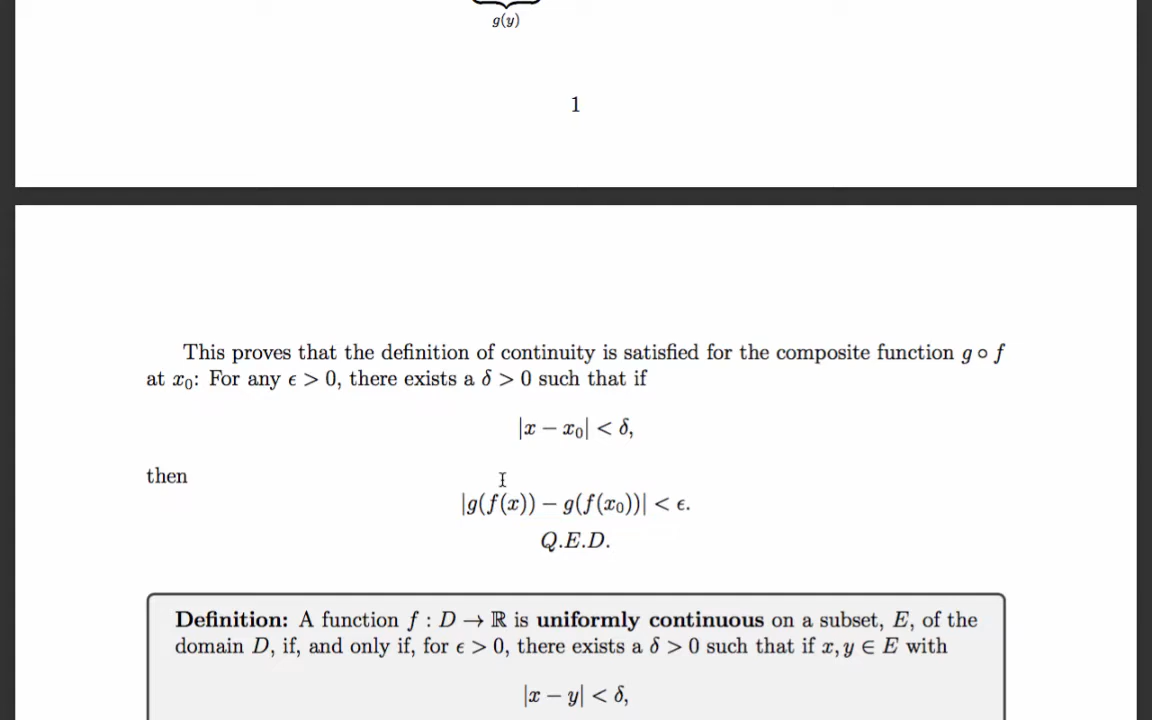 g(y)
1
This proves that the definition of continuity is satisfied for the composite function g ∘ f
at x₀: For any ϵ > 0, there exists a δ > 0 such that if
|x − x₀| < δ,
then
|g(f(x)) − g(f(x₀))| < ϵ.
Q.E.D.
Definition: A function f : D → ℝ is uniformly continuous on a subset, E, of the
domain D, if, and only if, for ϵ > 0, there exists a δ > 0 such that if x, y ∈ E with
|x − y| < δ,